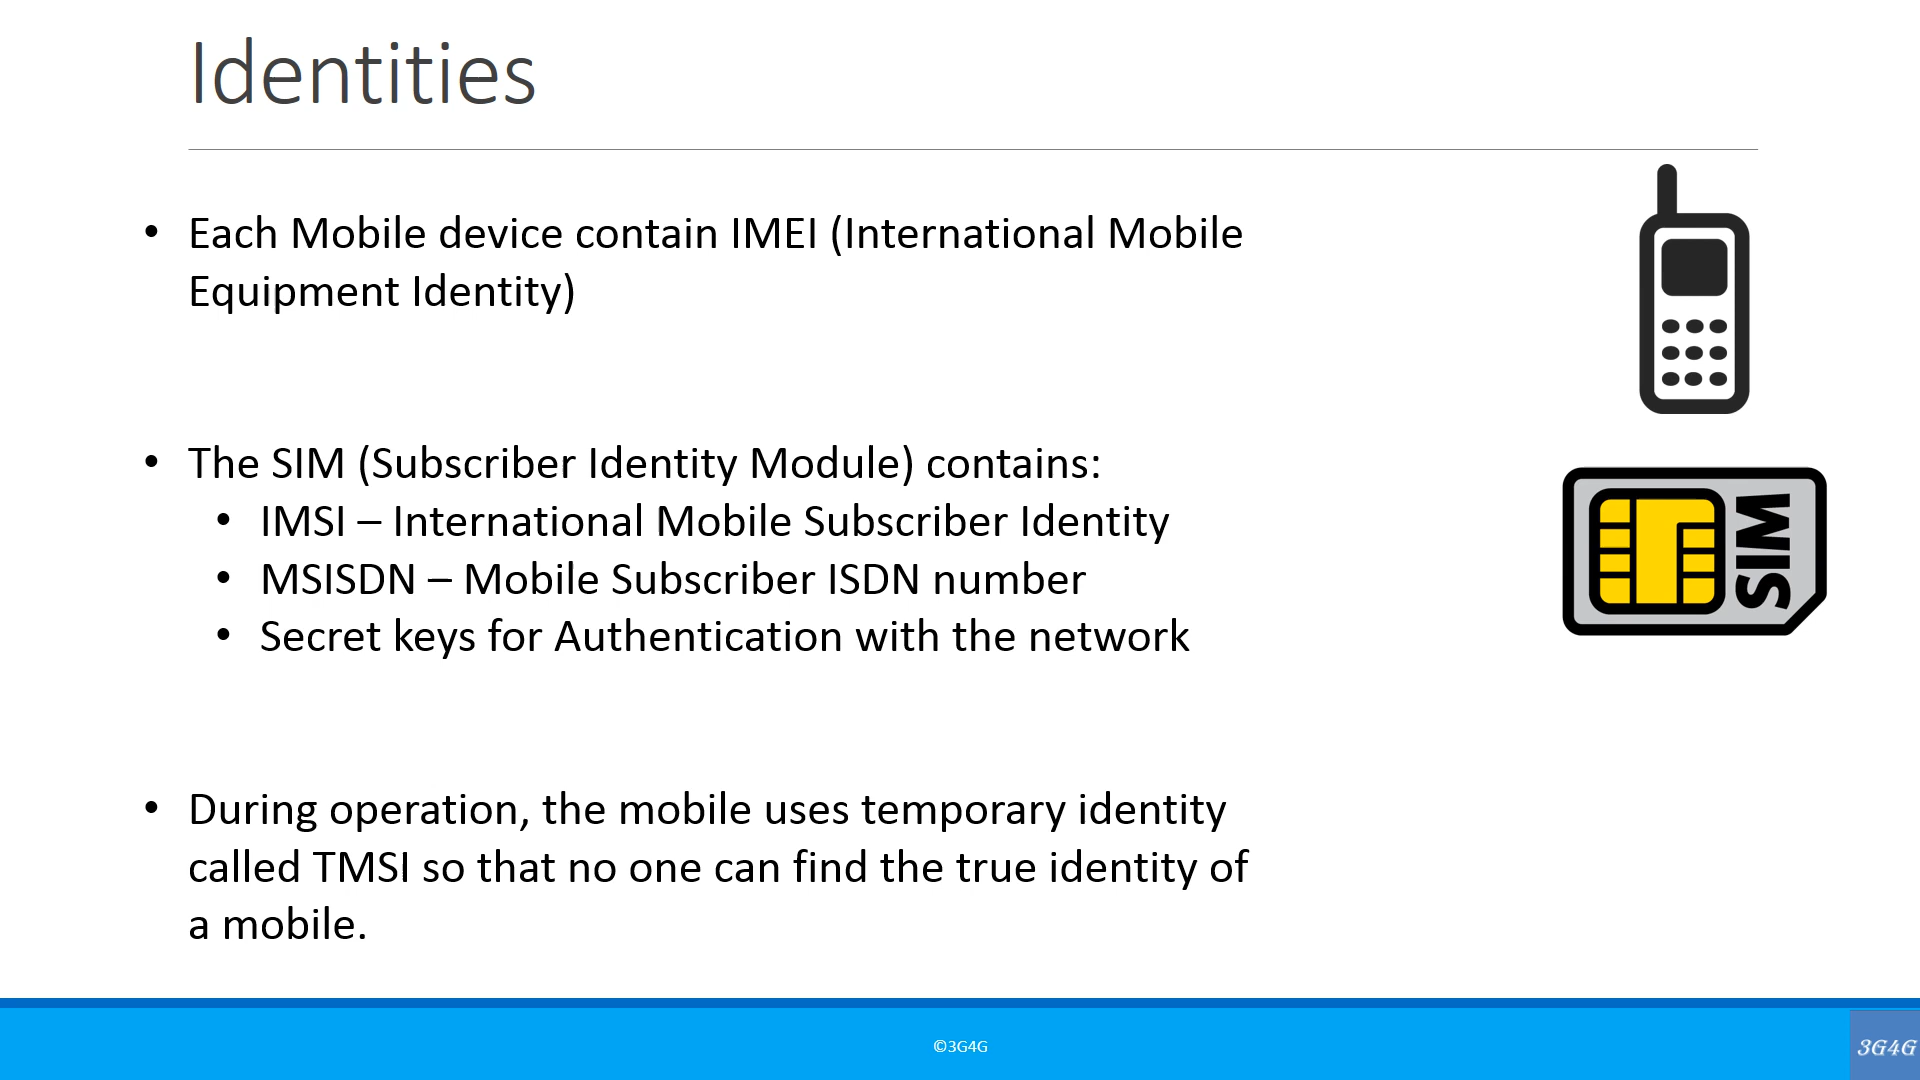 Identities
• Each Mobile device contain IMEI (International Mobile
Equipment Identity)
• The SIM (Subscriber Identity Module) contains:
• IMSI – International Mobile Subscriber Identity
• MSISDN – Mobile Subscriber ISDN number
• Secret keys for Authentication with the network
SIM
• During operation, the mobile uses temporary identity
called TMSI so that no one can find the true identity of
a mobile.
©3G4G
3G4G